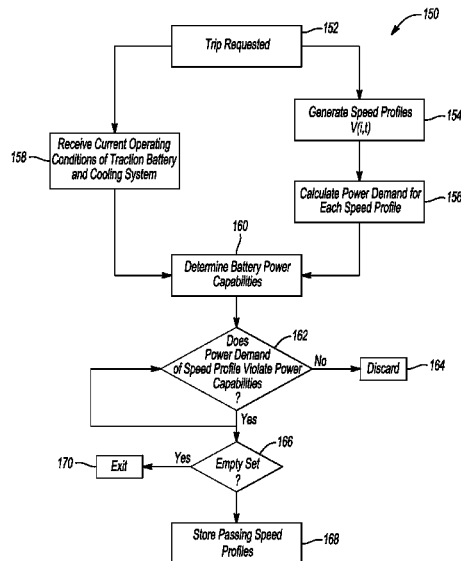 150
152
Trip Requested
Generate Speed Profiles
V(i,t)
154
158
Receive Current Operating
Conditions of Traction Battery
and Cooling System
Calculate Power Demand for
Each Speed Profile
156
160
Determine Battery Power
Capabilities
162
Does
Power Demand
of Speed Profile Violate Power
Capabilities
?
No
Discard
164
Yes
166
170
Exit
Yes
Empty Set
?
Store Passing Speed
Profiles
168